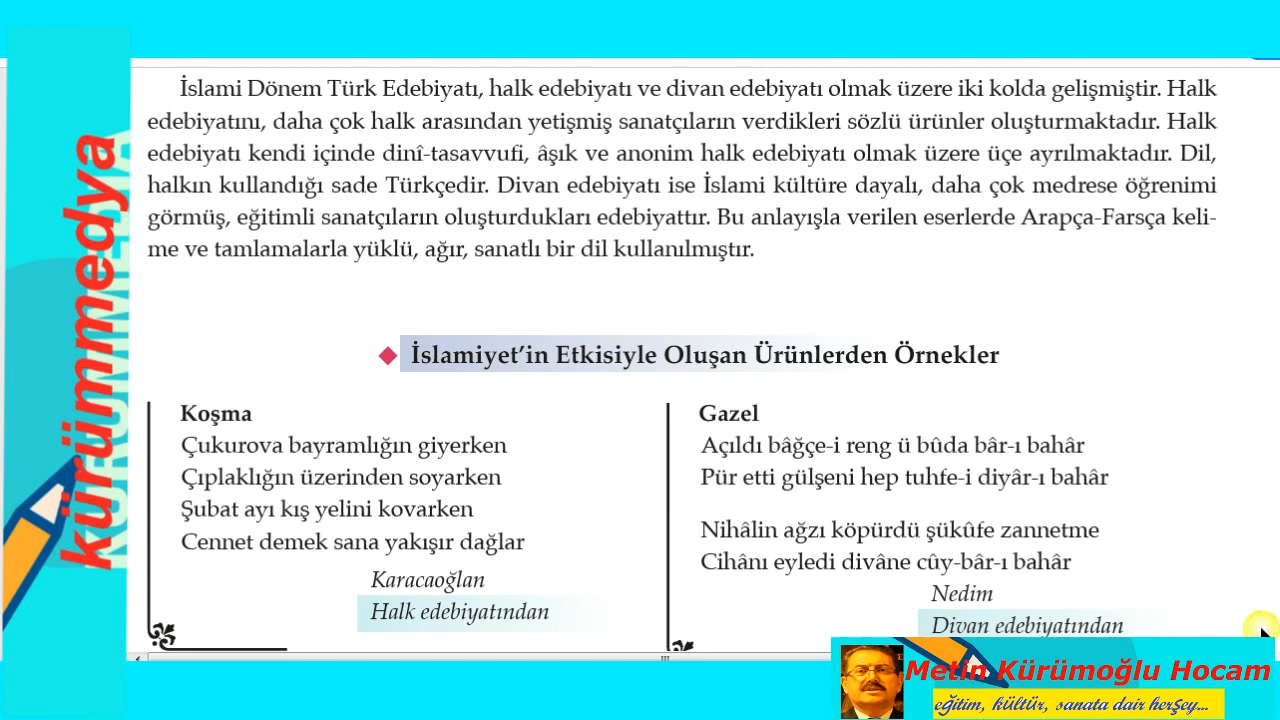 İslami Dönem Türk Edebiyatı, halk edebiyatı ve divan edebiyatı olmak üzere iki kolda gelişmiştir. Halk
edebiyatını, daha çok halk arasından yetişmiş sanatçıların verdikleri sözlü ürünler oluşturmaktadır. Halk
edebiyatı kendi içinde dinî-tasavvufi, âşık ve anonim halk edebiyatı olmak üzere üçe ayrılmaktadır. Dil,
halkın kullandığı sade Türkçedir. Divan edebiyatı ise İslami kültüre dayalı, daha çok medrese öğrenimi
görmüş, eğitimli sanatçıların oluşturdukları edebiyattır. Bu anlayışla verilen eserlerde Arapça-Farsça keli-
me ve tamlamalarla yüklü, ağır, sanatlı bir dil kullanılmıştır.
İslamiyet'in Etkisiyle Oluşan Ürünlerden Örnekler
Koşma
Çukurova bayramlığın giyerken
Çıplaklığın üzerinden soyarken
Şubat ayı kış yelini kovarken
Cennet demek sana yakışır dağlar
Karacaoğlan
Halk edebiyatından
Gazel
Açıldı bâğçe-i reng ü bûda bâr-ı bahâr
Pür etti gülşeni hep tuhfe-i diyâr-ı bahâr
Nihâlin ağzı köpürdü şükûfe zannetme
Cihânı eyledi divâne cûy-bâr-ı bahâr
Nedim
Divan edebiyatından
kürümmedya
Metin Kürümoğlu Hocam
eğitim, kültür, sanata dair herşey...